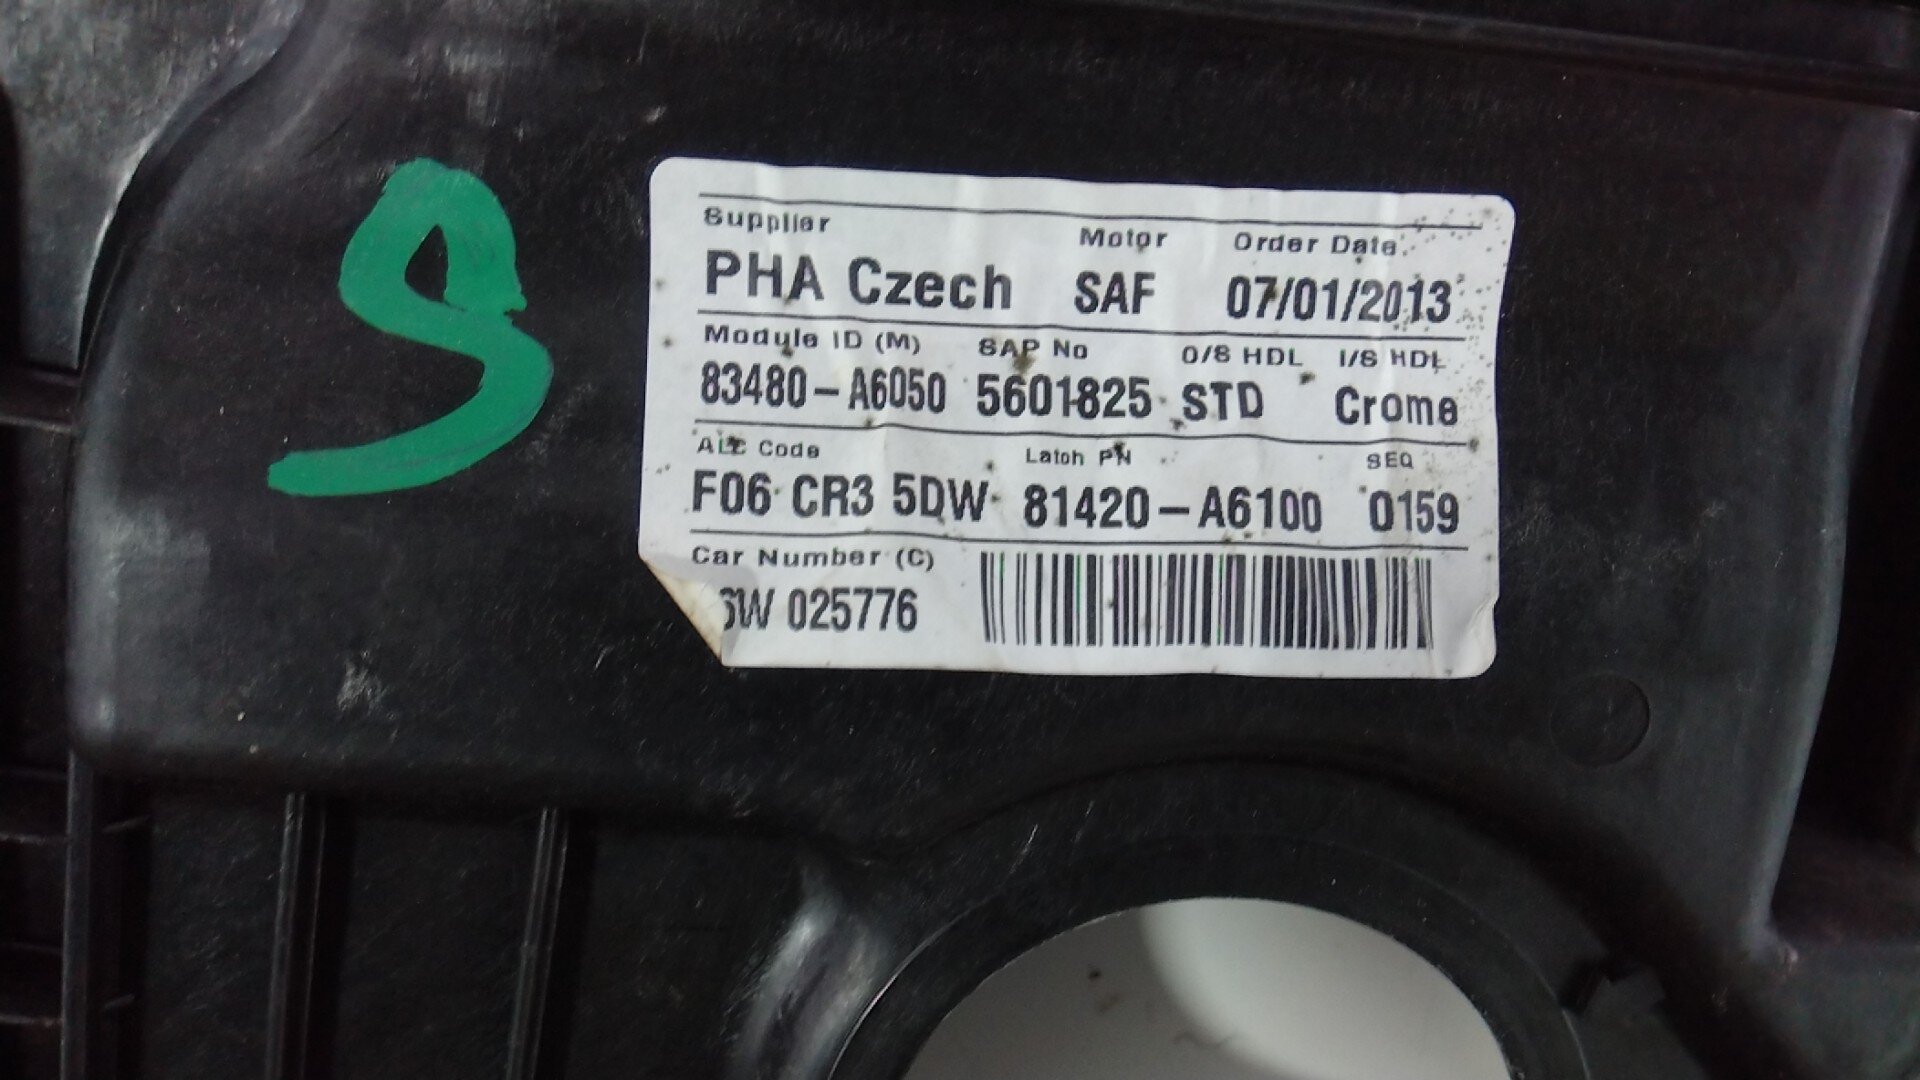 S
Supplier Motor Order Date
PHA Czech SAF 07/01/2013
Module ID (M) SAP No O/S HDL I/S HDL
83480-A6050 5601825 STD Crome
ALC Code Latch PN SEQ
F06 CR3 5DW 81420-A6100 0159
Car Number (C)
025776